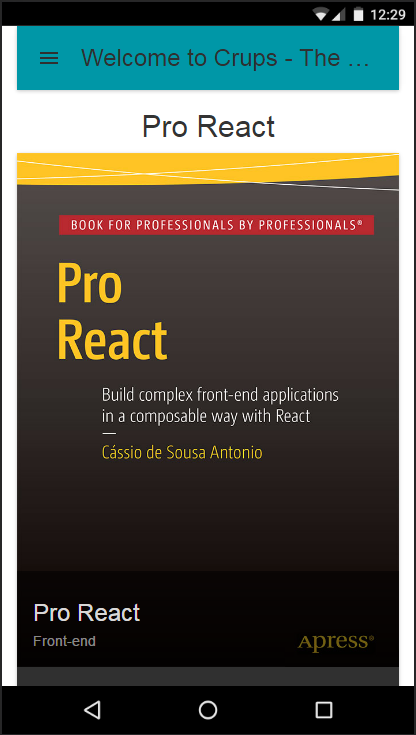 12:29
Welcome to Crups - The ...
Pro React
BOOK FOR PROFESSIONALS BY PROFESSIONALS®
Pro
React
Build complex front-end applications
in a composable way with React
Cássio de Sousa Antonio
Pro React
Front-end
Apress®